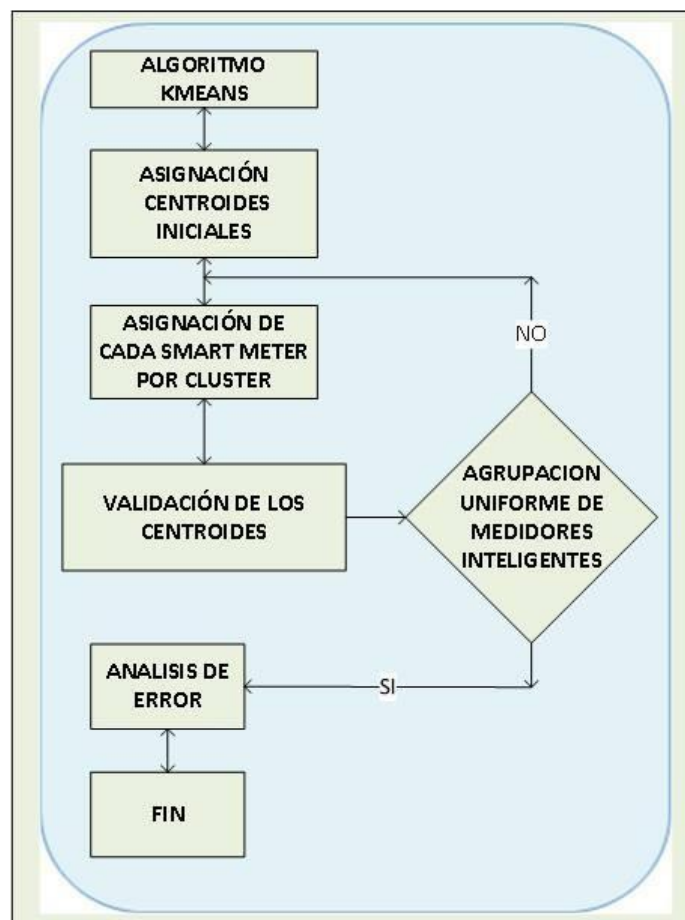 ALGORITMO
KMEANS
ASIGNACIÓN
CENTROIDES
INICIALES
ASIGNACIÓN DE
CADA SMART METER
POR CLUSTER
NO
VALIDACIÓN DE LOS
CENTROIDES
AGRUPACION
UNIFORME DE
MEDIDORES
INTELIGENTES
ANALISIS DE
ERROR
SI
FIN